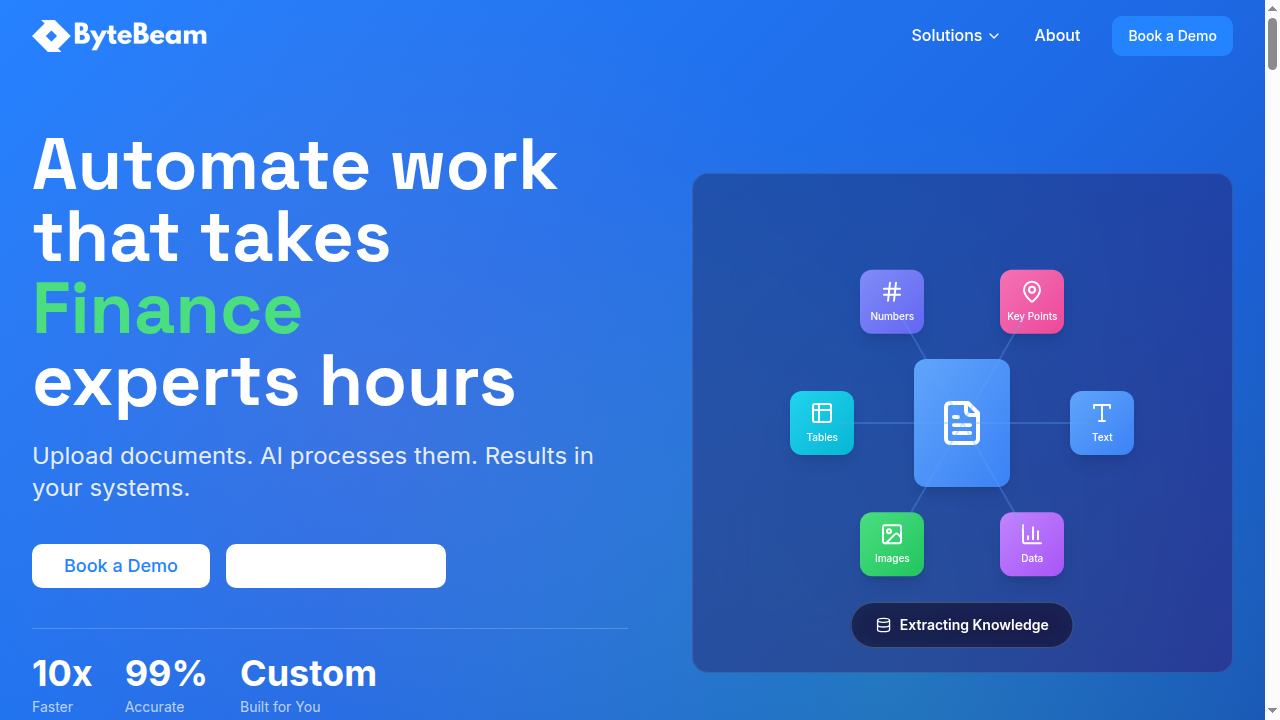 ByteBeam
Solutions
About
Book a Demo
Automate work
that takes
Finance
experts hours
Upload documents. AI processes them. Results in
your systems.
Book a Demo
10x
Faster
99%
Accurate
Custom
Built for You
Numbers
Key Points
Tables
Text
Images
Data
Extracting Knowledge